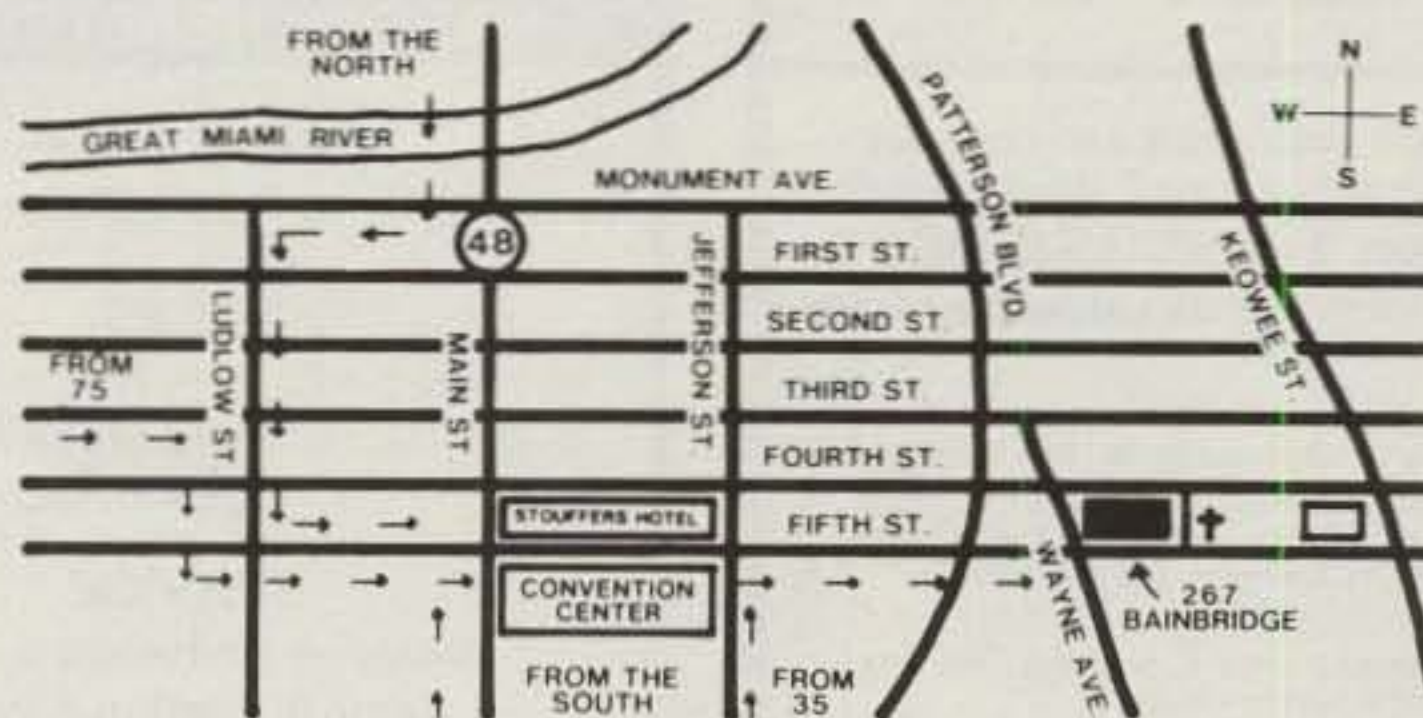 FROM THE
NORTH
GREAT MIAMI RIVER
MONUMENT AVE.
PATTERSON BLVD.
N
W
E
S
48
FIRST ST.
JEFFERSON ST.
KEOWEE ST.
LUDLOW ST.
MAIN ST.
SECOND ST.
FROM
75
THIRD ST.
FOURTH ST.
STOUFFERS HOTEL
FIFTH ST.
WAYNE AVE.
CONVENTION
CENTER
267
BAINBRIDGE
FROM THE
SOUTH
FROM
35